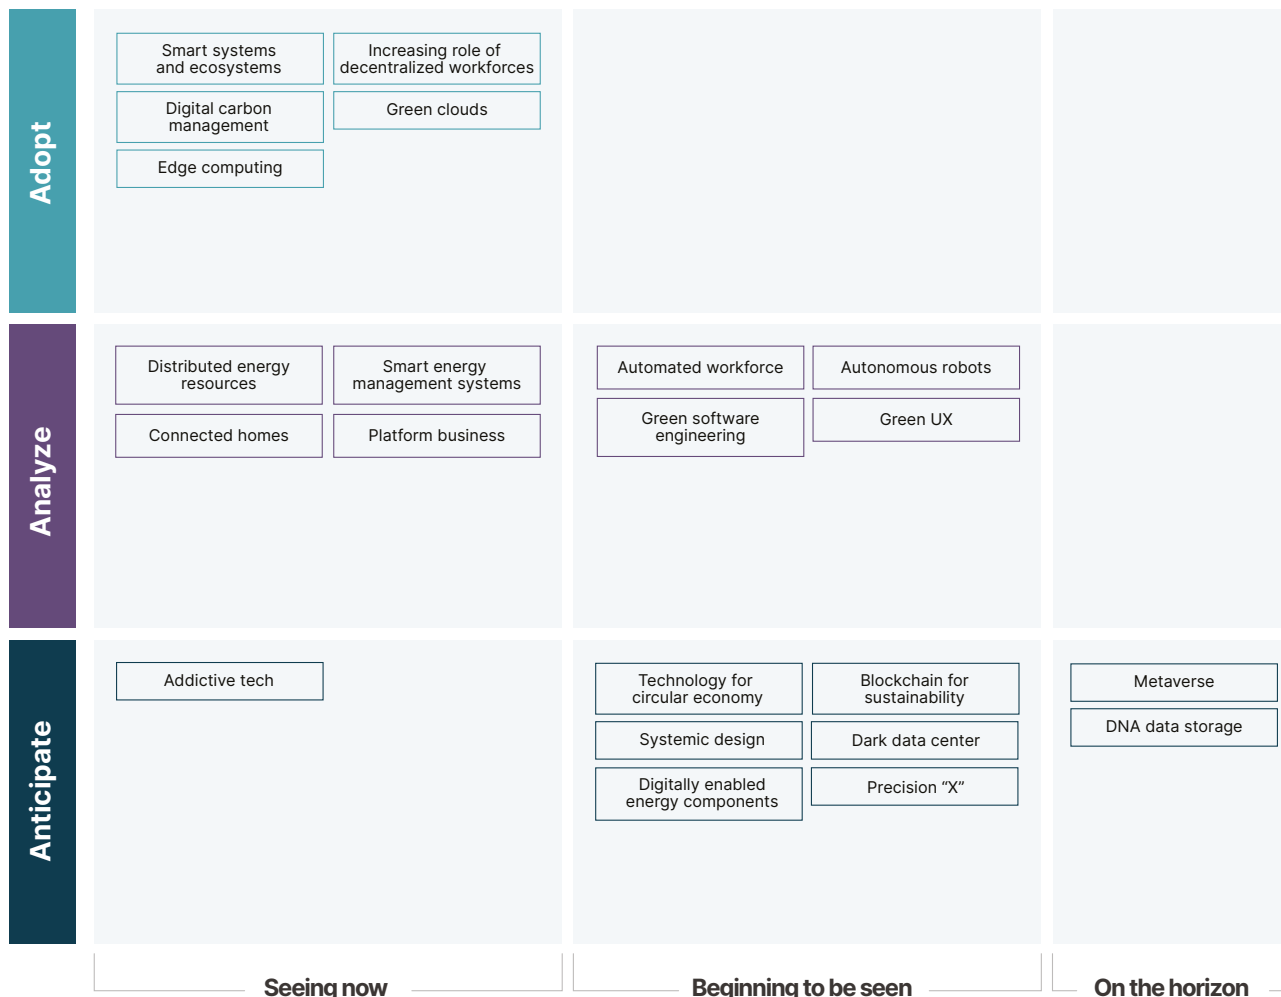 Adopt
Smart systems
and ecosystems
Increasing role of
decentralized workforces
Digital carbon
management
Green clouds
Edge computing
Analyze
Distributed energy
resources
Smart energy
management systems
Connected homes
Platform business
Automated workforce
Autonomous robots
Green software
engineering
Green UX
Anticipate
Addictive tech
Technology for
circular economy
Blockchain for
sustainability
Systemic design
Dark data center
Digitally enabled
energy components
Precision “X”
Metaverse
DNA data storage
Seeing now
Beginning to be seen
On the horizon